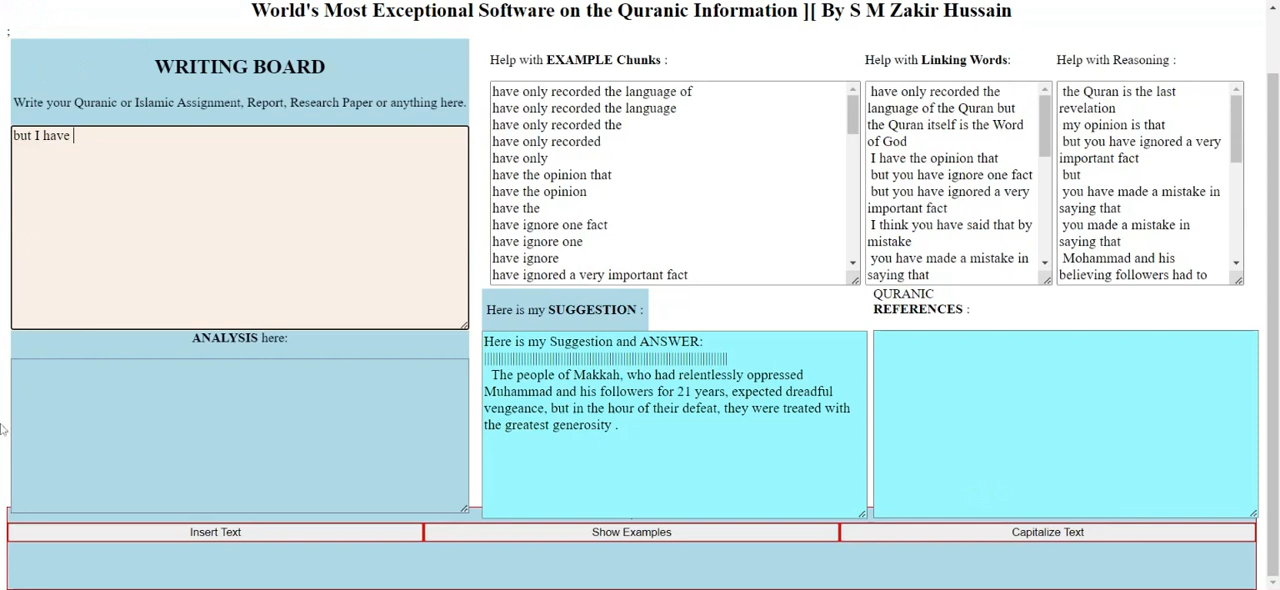 World's Most Exceptional Software on the Quranic Information ][ By S M Zakir Hussain
;
WRITING BOARD
Write your Quranic or Islamic Assignment, Report, Research Paper or anything here.
but I have
ANALYSIS here:
Help with EXAMPLE Chunks :
have only recorded the language of
have only recorded the language
have only recorded the
have only recorded
have only
have the opinion that
have the opinion
have the
have ignore one fact
have ignore one
have ignore
have ignored a very important fact
Help with Linking Words:
have only recorded the
language of the Quran but
the Quran itself is the Word
of God
I have the opinion that
but you have ignore one fact
but you have ignored a very
important fact
I think you have said that by
mistake
you have made a mistake in
saying that
Help with Reasoning :
the Quran is the last
revelation
my opinion is that
but you have ignored a very
important fact
but
you have made a mistake in
saying that
you made a mistake in
saying that
Mohammad and his
believing followers had to
Here is my SUGGESTION :
Here is my Suggestion and ANSWER:
The people of Makkah, who had relentlessly oppressed
Muhammad and his followers for 21 years, expected dreadful
vengeance, but in the hour of their defeat, they were treated with
the greatest generosity .
QURANIC
REFERENCES :
Insert Text
Show Examples
Capitalize Text